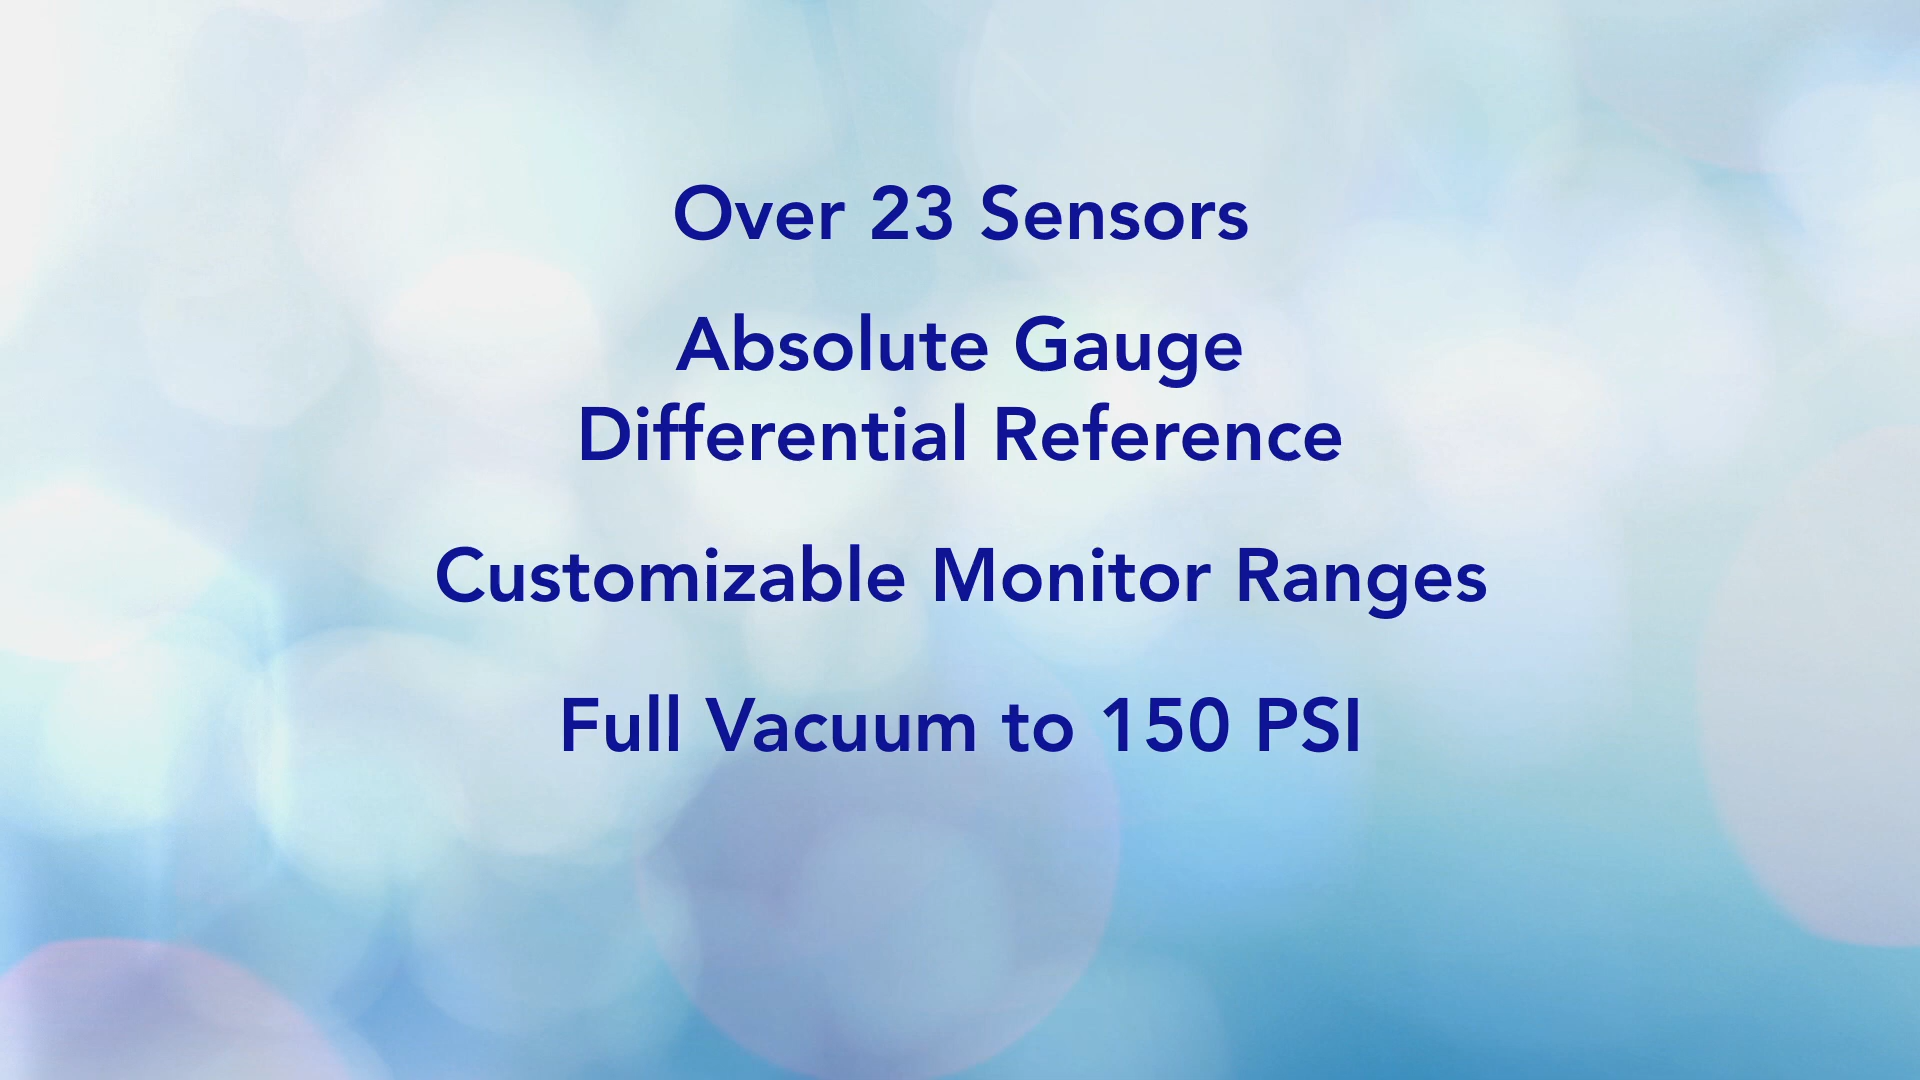 Over 23 Sensors
Absolute Gauge
Differential Reference
Customizable Monitor Ranges
Full Vacuum to 150 PSI